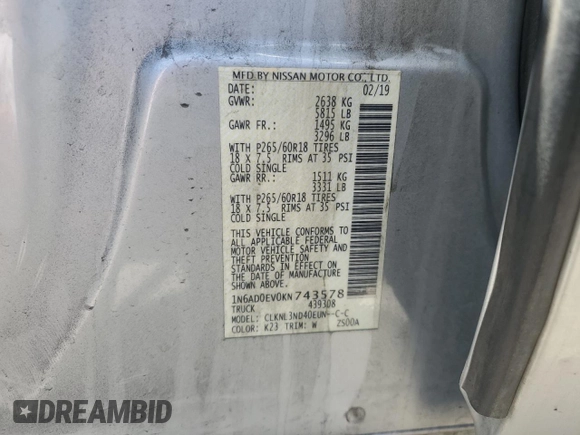 MFD BY NISSAN MOTOR CO., LTD.
DATE: 02/19
GVWR: 2638 KG
5815 LB
GAWR FR.: 1495 KG
3296 LB
WITH P265/60R18 TIRES
18 X 7.5 RIMS AT 35 PSI
COLD SINGLE
GAWR RR.: 1511 KG
3331 LB
WITH P265/60R18 TIRES
18 X 7.5 RIMS AT 35 PSI
COLD SINGLE
THIS VEHICLE CONFORMS TO
ALL APPLICABLE FEDERAL
MOTOR VEHICLE SAFETY AND
THEFT PREVENTION
STANDARDS IN EFFECT ON
THE DATE OF MANUFACTURE
SHOWN ABOVE.
1N6AD0EV0KN743578
TRUCK 439308
MODEL: CLKNL3ND40EUN--C-C
COLOR: K23 TRIM: W Z500A
DREAMBID